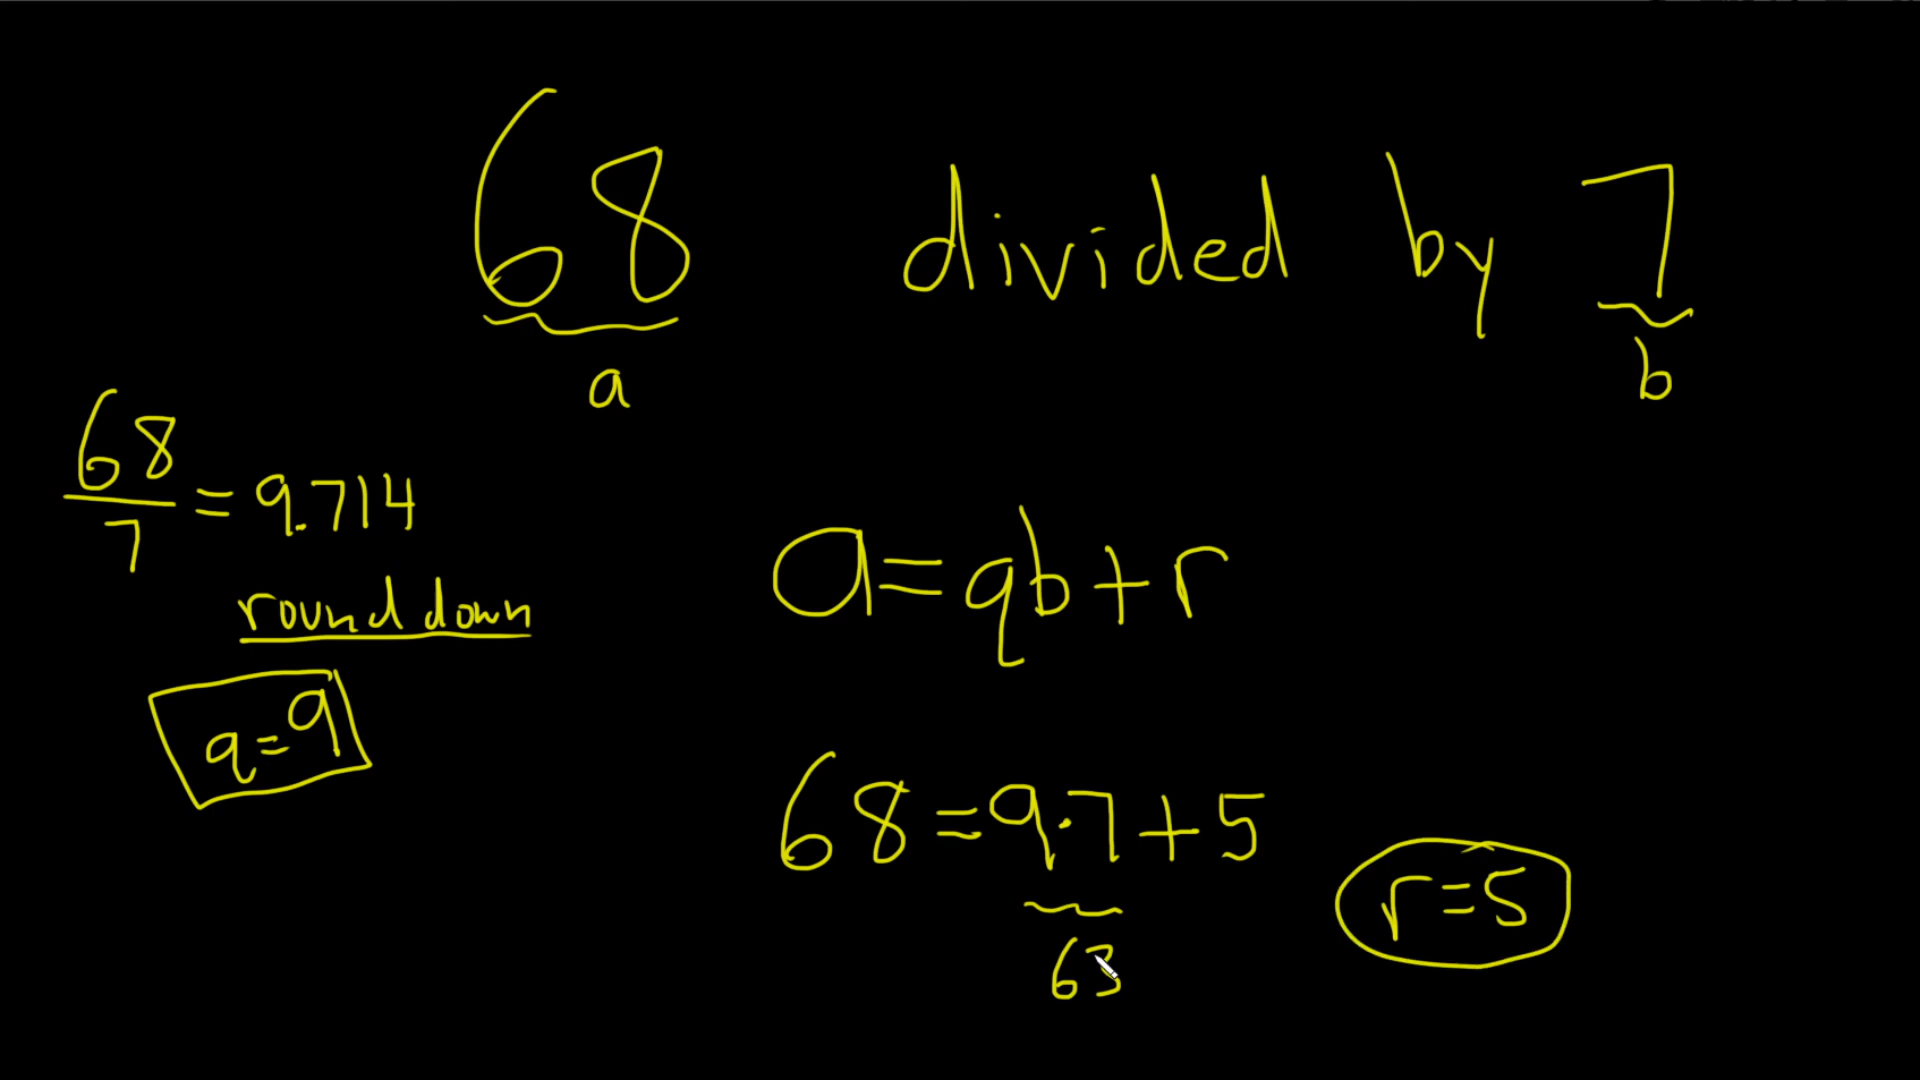 68 divided by 7
a b
68/7 = 9.714
round down
q=9
a=qb+r
68=9·7+5
63
r=5